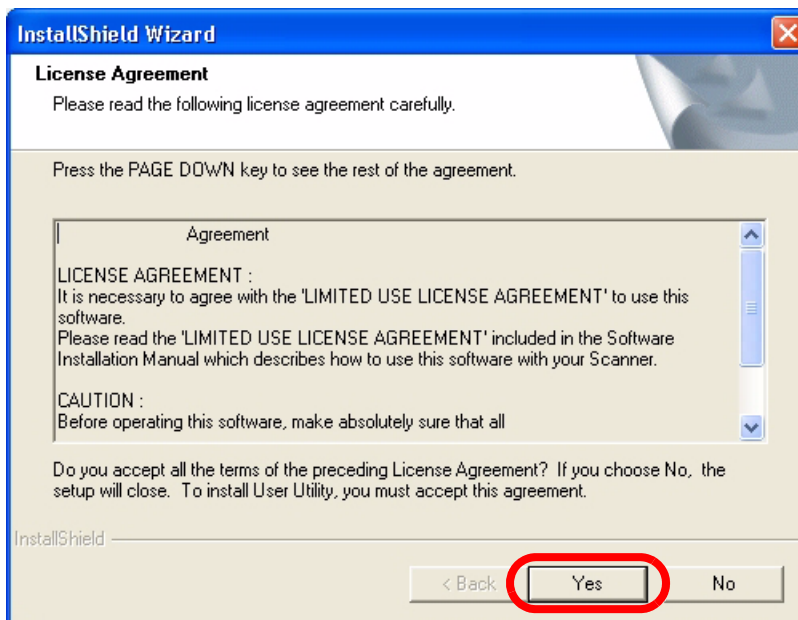 InstallShield Wizard
License Agreement
Please read the following license agreement carefully.
Press the PAGE DOWN key to see the rest of the agreement.
Agreement
LICENSE AGREEMENT :
It is necessary to agree with the 'LIMITED USE LICENSE AGREEMENT' to use this
software.
Please read the 'LIMITED USE LICENSE AGREEMENT' included in the Software
Installation Manual which describes how to use this software with your Scanner.
CAUTION :
Before operating this software, make absolutely sure that all
Do you accept all the terms of the preceding License Agreement? If you choose No, the
setup will close. To install User Utility, you must accept this agreement.
InstallShield
< Back Yes No